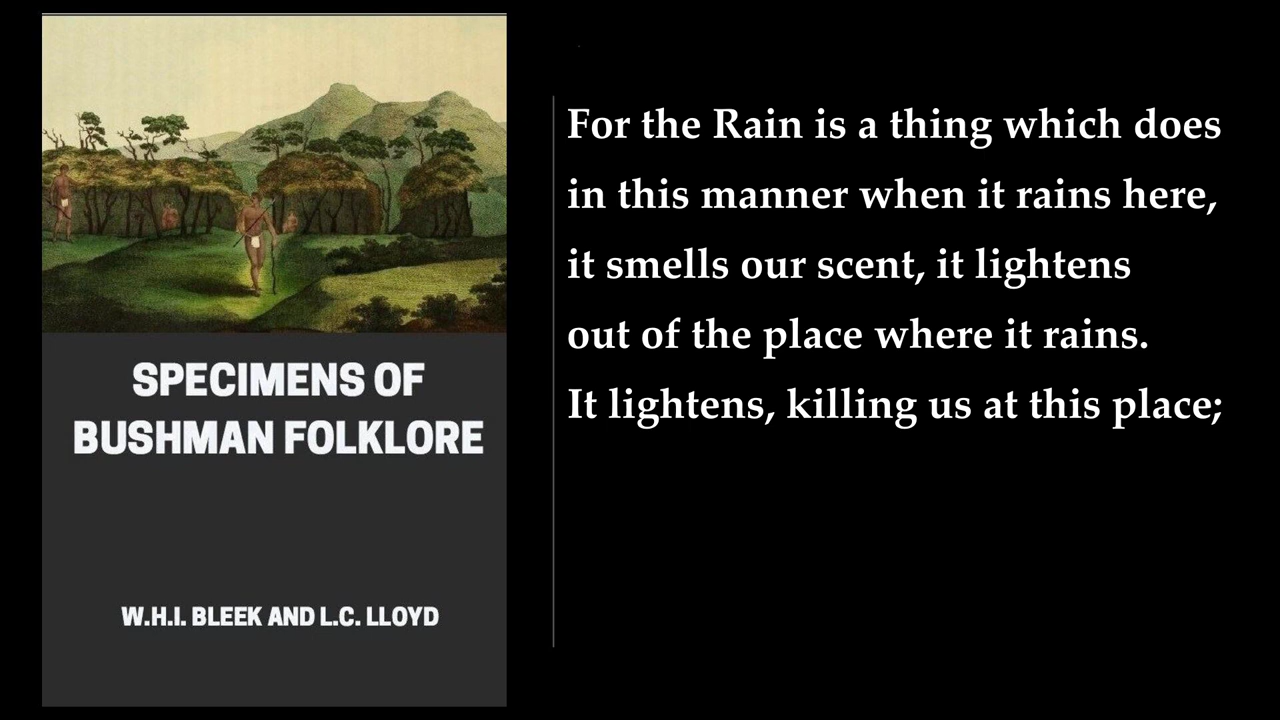 SPECIMENS OF
BUSHMAN FOLKLORE
W.H.I. BLEEK AND L.C. LLOYD
For the Rain is a thing which does
in this manner when it rains here,
it smells our scent, it lightens
out of the place where it rains.
It lightens, killing us at this place;